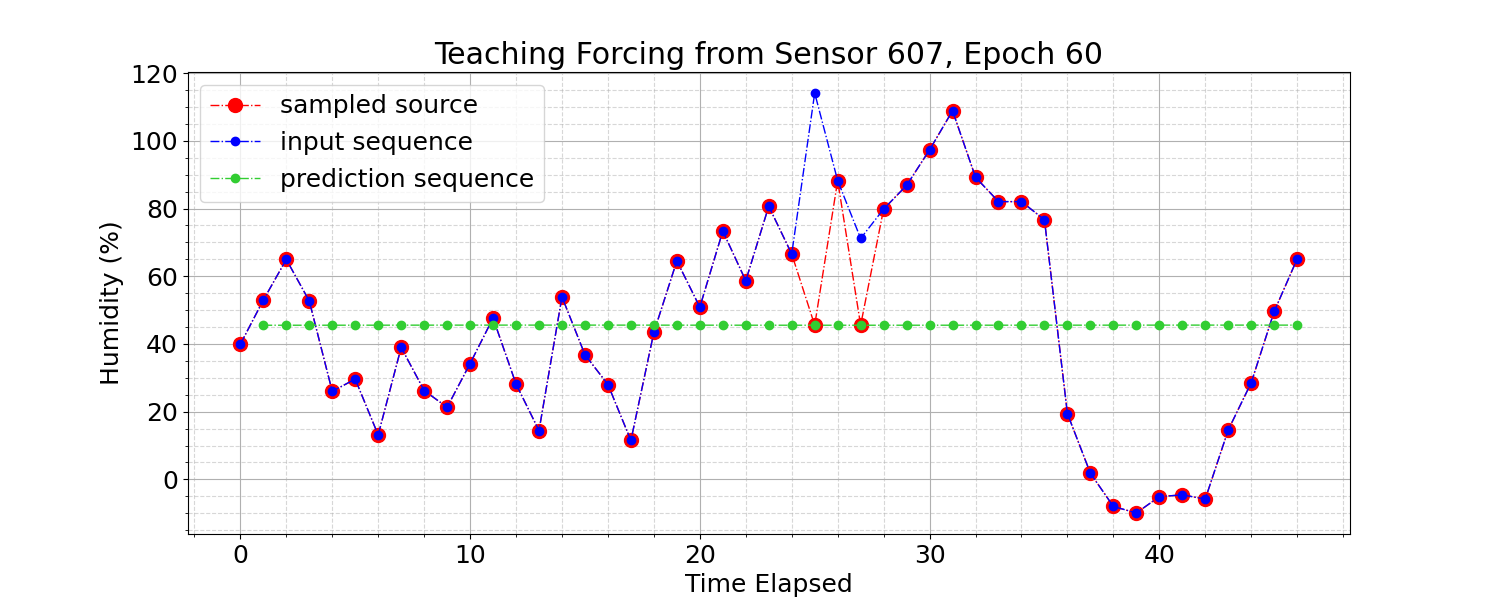 Teaching Forcing from Sensor 607, Epoch 60
120
100
80
60
40
20
0
Humidity (%)
sampled source
input sequence
prediction sequence
0 10 20 30 40
Time Elapsed